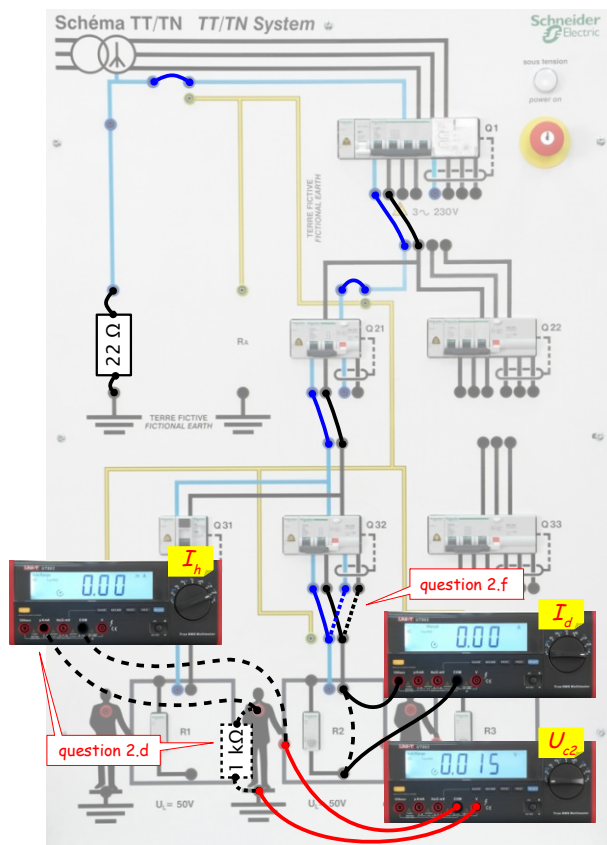 Schéma TT/TN TT/TN System
Schneider
Electric
sous tension
power on
Q1
TERRE FICTIVE
FICTIONAL EARTH
3~ 230V
Q21
Q22
RA
22 Ω
TERRE FICTIVE
FICTIONAL EARTH
Q31
Q32
Q33
Ih
0.00
question 2.f
Id
0.00
R1
R2
R3
question 2.d
1 kΩ
Uc2
0.015
UL= 50V
UL= 50V